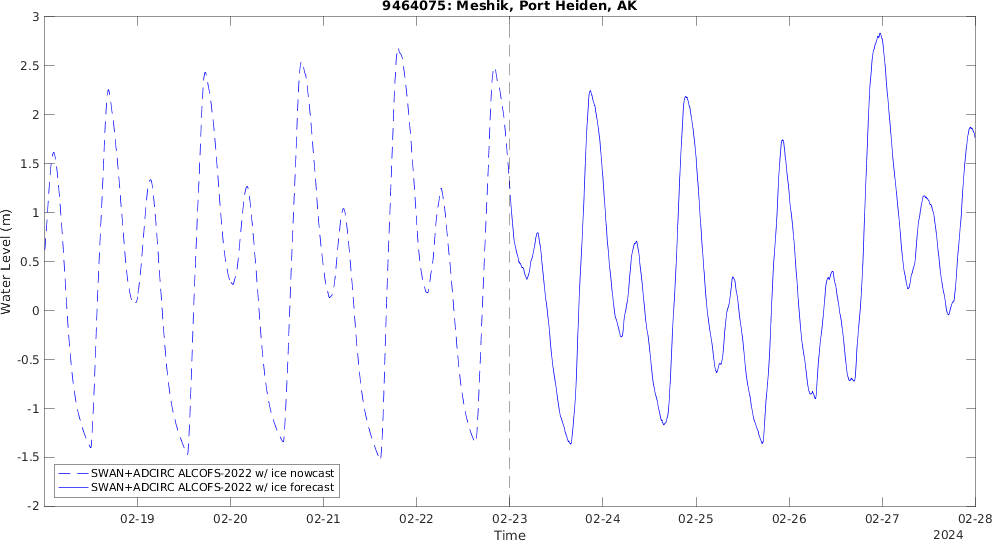 9464075: Meshik, Port Heiden, AK
3
2.5
2
1.5
1
0.5
0
-0.5
-1
-1.5
-2
Water Level (m)
SWAN+ADCIRC ALCOFS-2022 w/ ice nowcast
SWAN+ADCIRC ALCOFS-2022 w/ ice forecast
02-19 02-20 02-21 02-22 02-23 02-24 02-25 02-26 02-27 02-28
Time
2024